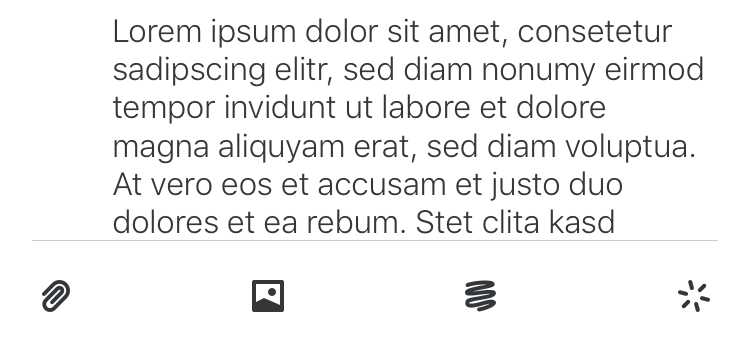 Lorem ipsum dolor sit amet, consetetur
sadipscing elitr, sed diam nonumy eirmod
tempor invidunt ut labore et dolore
magna aliquyam erat, sed diam voluptua.
At vero eos et accusam et justo duo
dolores et ea rebum. Stet clita kasd